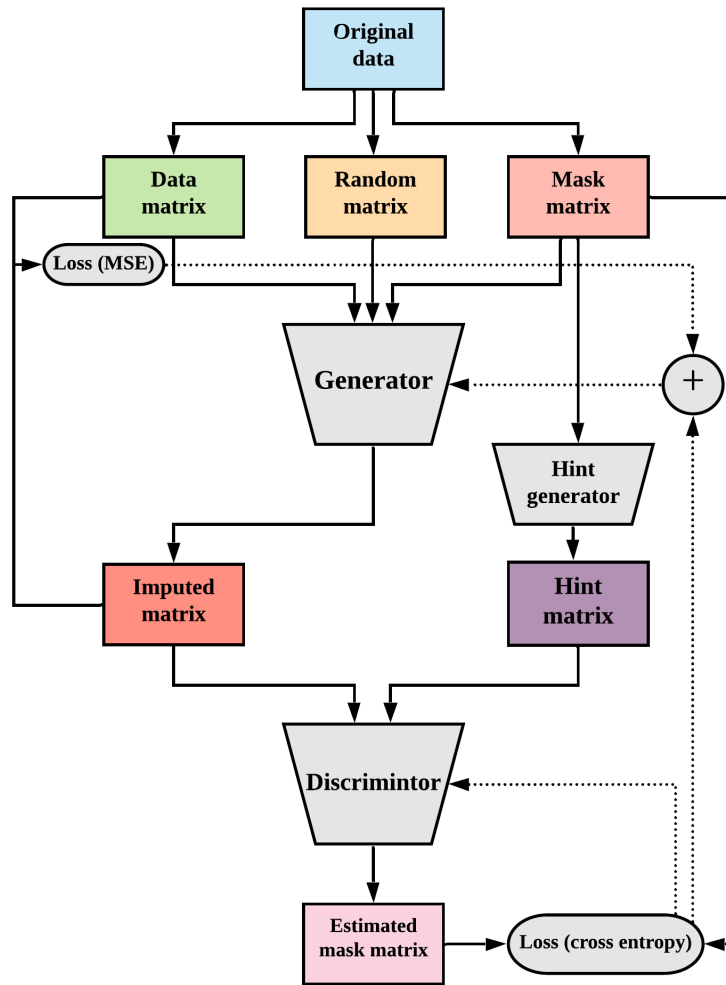 Original
data
Data
matrix
Random
matrix
Mask
matrix
Loss (MSE)
Generator
+
Hint
generator
Imputed
matrix
Hint
matrix
Discrimintor
Estimated
mask matrix
Loss (cross entropy)